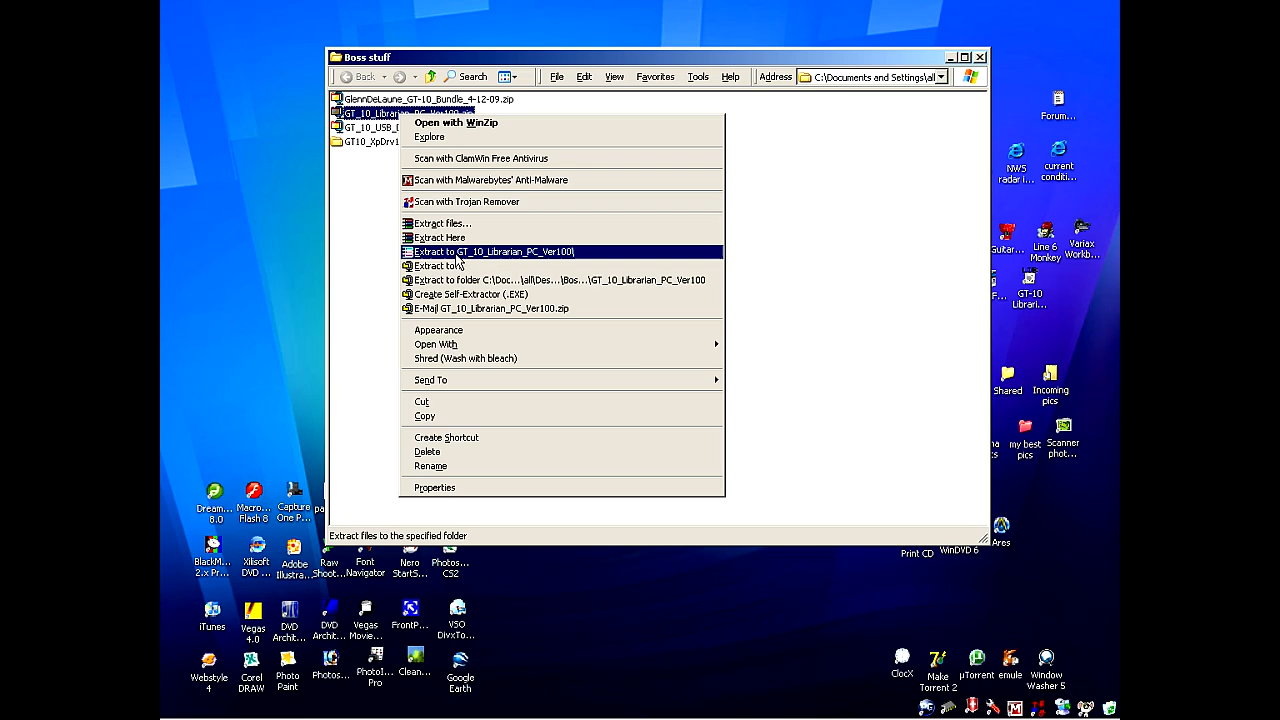 Boss stuff
Back Search File Edit View Favorites Tools Help Address C:\Documents and Settings\all
GlennDeLaune_GT-10_Bundle_4-12-09.zip
GT_10_Librarian_PC_Ver100.zip
GT_10_USB_D
GT10_XpDrv1
Open with WinZip
Explore
Scan with ClamWin Free Antivirus
Scan with Malwarebytes' Anti-Malware
Scan with Trojan Remover
Extract files...
Extract Here
Extract to GT_10_Librarian_PC_Ver100\
Extract to
Extract to folder C:\Doc...\all\Des...\Bos...\GT_10_Librarian_PC_Ver100
Create Self-Extractor (.EXE)
E-Mail GT_10_Librarian_PC_Ver100.zip
Appearance
Open With
Shred (Wash with bleach)
Send To
Cut
Copy
Create Shortcut
Delete
Rename
Properties
Extract files to the specified folder
Forum...
NWS
radar i...
current
conditi...
Guitar...
Line 6
Monkey
Variax
Workb...
F...
GT-10
Librari...
Shared
Incoming
pics
my best
pics
Scanner
phot...
Ares
Print CD
WinDVD 6
Dream...
8.0
Macro...
Flash 8
Capture
One P...
pa
BlackM...
2.x Pr...
Xilisoft
DVD ...
Adobe
Illustra...
Raw
Shoot...
Font
Navigator
Nero
StartS...
Photos...
CS2
iTunes
Vegas
4.0
DVD
Archit...
DVD
Archit...
Vegas
Movie...
FrontP...
VSO
DivxTo...
Webstyle
4
Corel
DRAW
Photo
Paint
Photos...
PhotoI...
Pro
Clean...
Google
Earth
ClocX
Make
Torrent 2
µTorrent
emule
Window
Washer 5